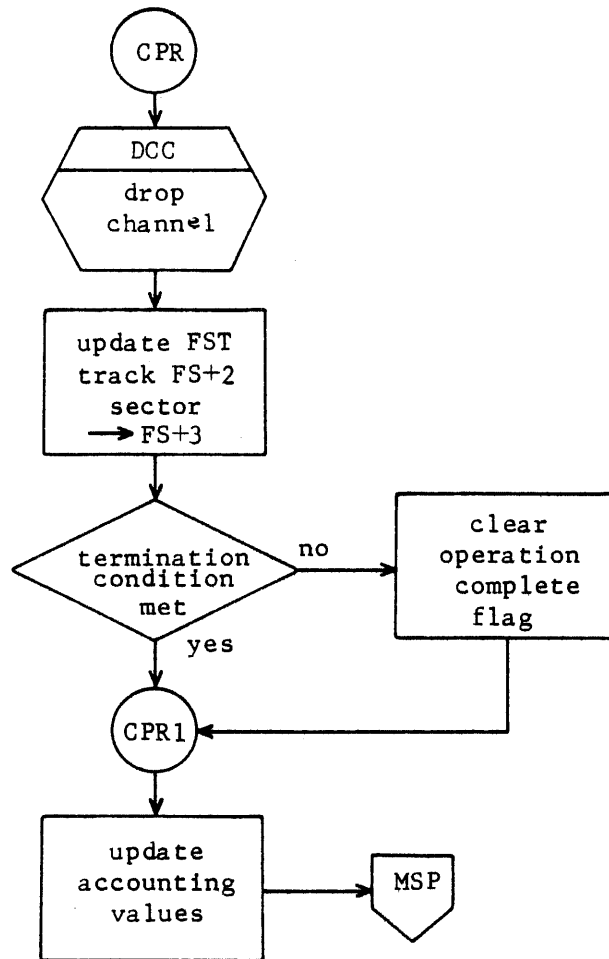 CPR
DCC
drop
channel
update FST
track FS+2
sector
→ FS+3
termination
condition
met
no
yes
clear
operation
complete
flag
CPR1
update
accounting
values
MSP